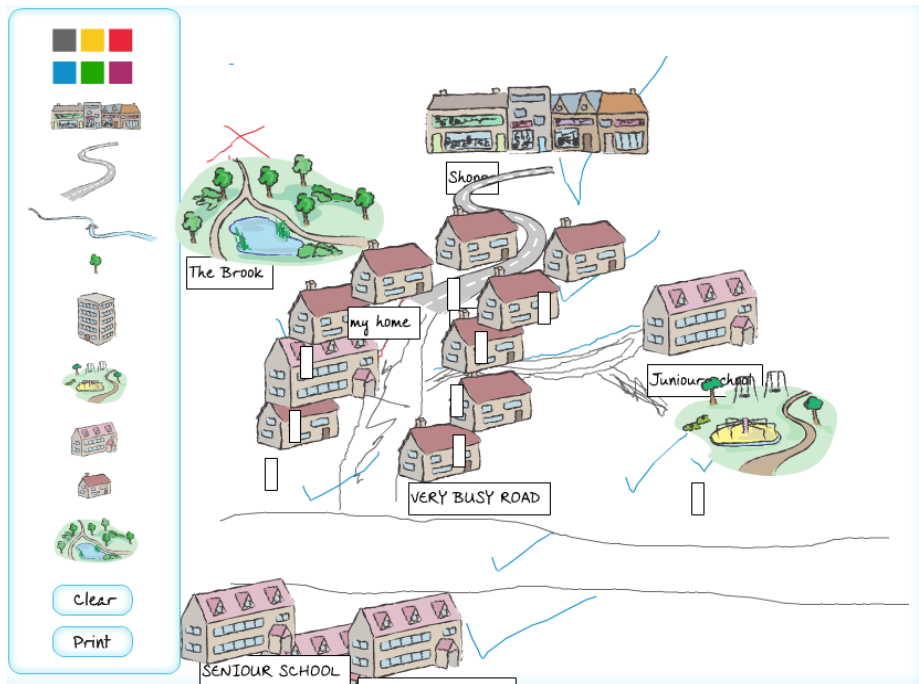 Shops
The Brook
my home
Juniour school
VERY BUSY ROAD
Clear
Print
SENIOUR SCHOOL